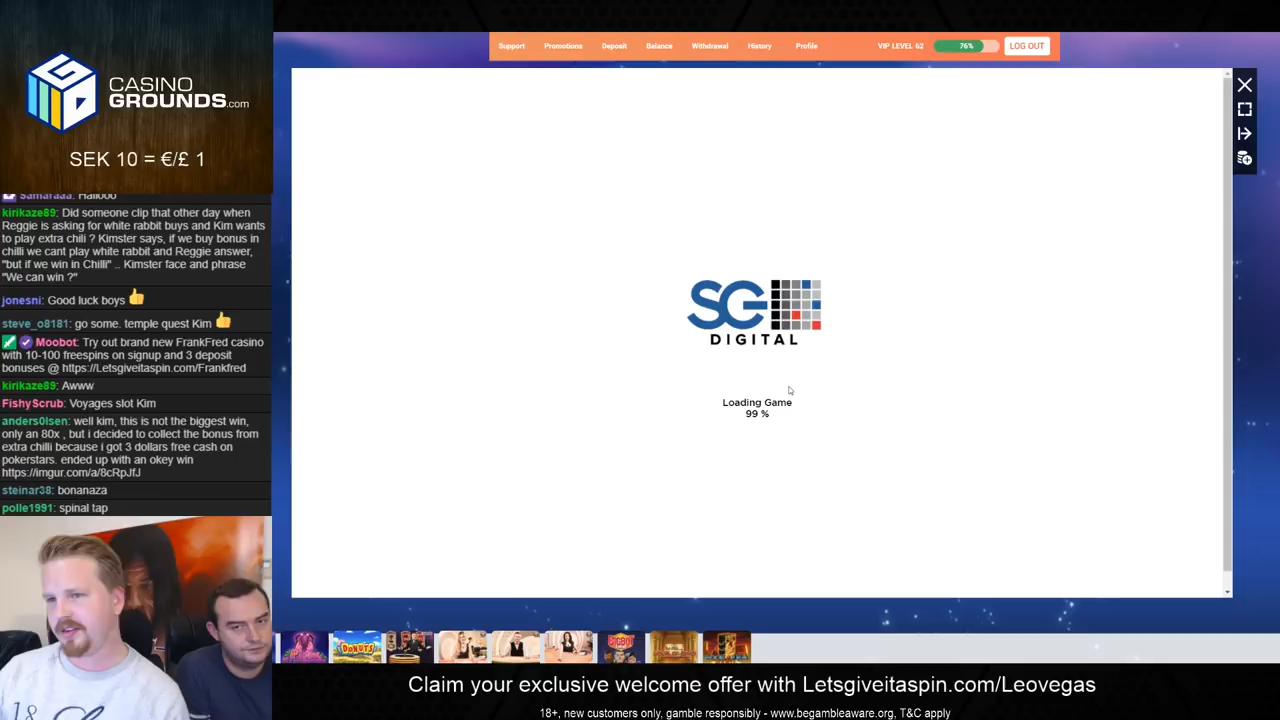 Support Promotions Deposit Balance Withdrawal History Profile VIP LEVEL 62 76% LOG OUT
CASINO
GROUNDS.com
SEK 10 = €/£ 1
Samaraaa: Hallooo
kirikaze89: Did someone clip that other day when
Reggie is asking for white rabbit buys and Kim wants
to play extra chili ? Kimster says, if we buy bonus in
chilli we cant play white rabbit and Reggie answer,
"but if we win in Chilli" .. Kimster face and phrase
"We can win ?"
jonesni: Good luck boys
steve_o8181: go some. temple quest Kim
Moobot: Try out brand new FrankFred casino
with 10-100 freespins on signup and 3 deposit
bonuses @ https://Letsgiveitaspin.com/Frankfred
kirikaze89: Awww
FishyScrub: Voyages slot Kim
anders0lsen: well kim, this is not the biggest win,
only an 80x , but i decided to collect the bonus from
extra chilli because i got 3 dollars free cash on
pokerstars. ended up with an okey win
https://imgur.com/a/8cRpJfJ
steinar38: bonanaza
polle1991: spinal tap
SG
DIGITAL
Loading Game
99 %
DONUTS
Claim your exclusive welcome offer with Letsgiveitaspin.com/Leovegas
18+, new customers only, gamble responsibly - www.begambleaware.org, T&C apply